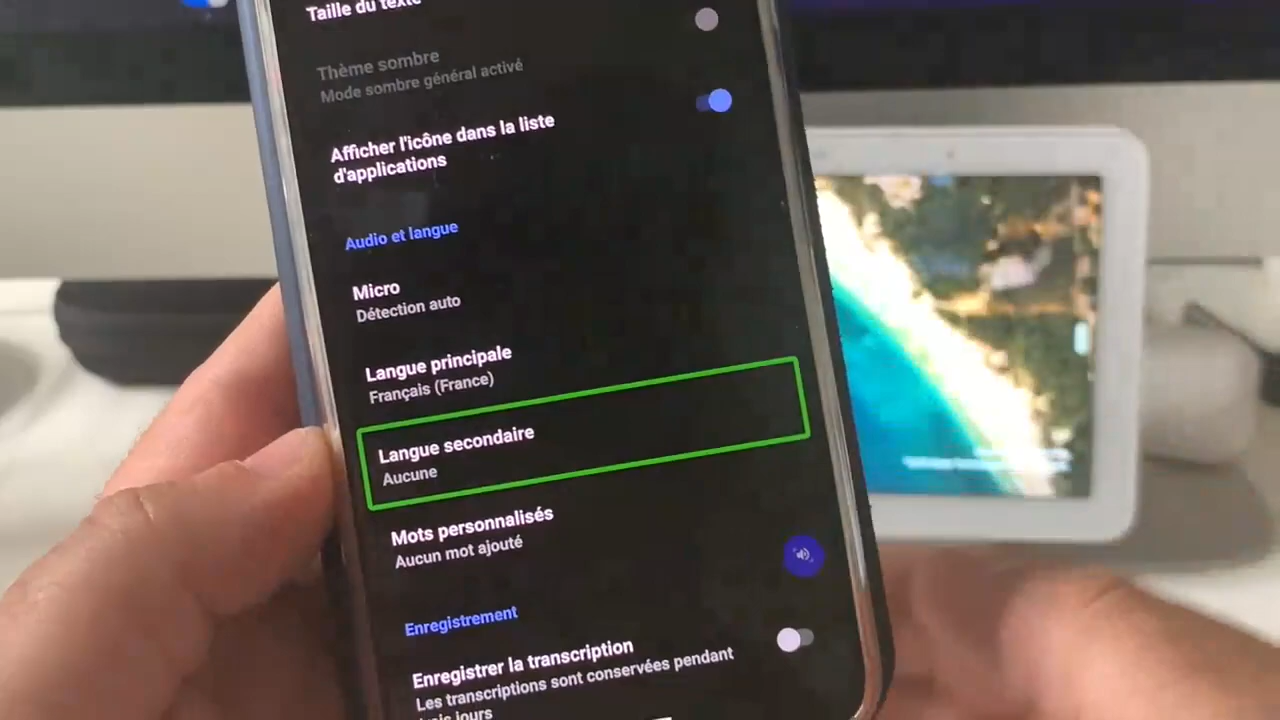 Taille du texte
Thème sombre
Mode sombre général activé
Afficher l'icône dans la liste
d'applications
Audio et langue
Micro
Détection auto
Langue principale
Français (France)
Langue secondaire
Aucune
Mots personnalisés
Aucun mot ajouté
Enregistrement
Enregistrer la transcription
Les transcriptions sont conservées pendant
trois jours